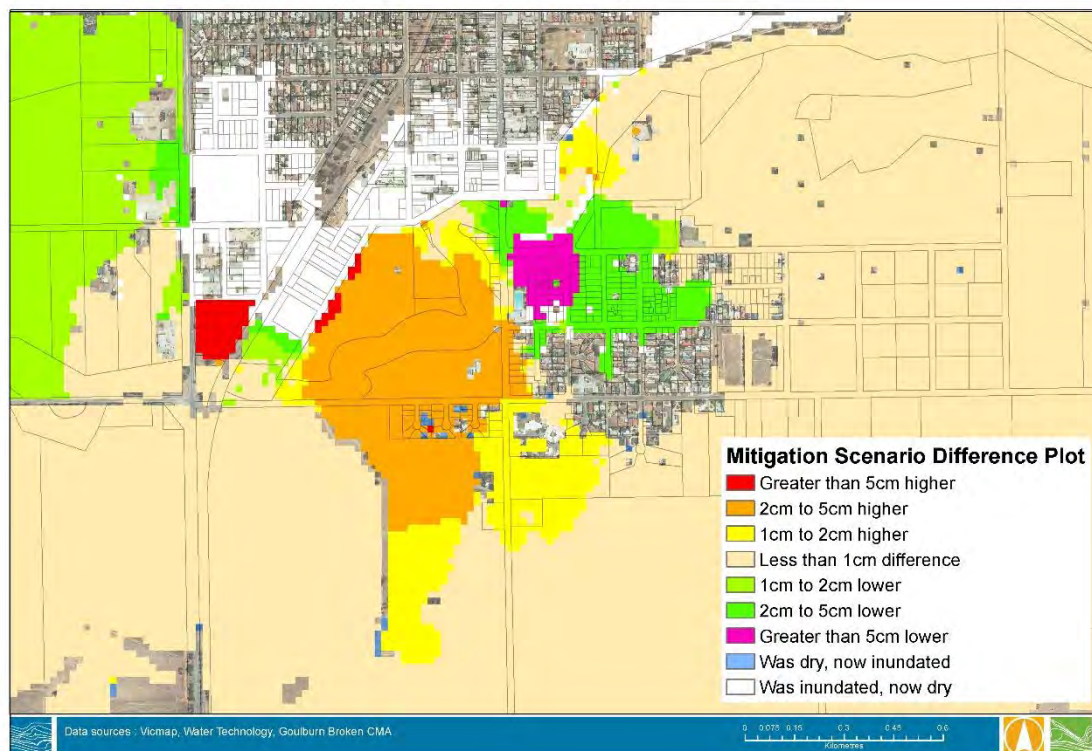 Mitigation Scenario Difference Plot
Greater than 5cm higher
2cm to 5cm higher
1cm to 2cm higher
Less than 1cm difference
1cm to 2cm lower
2cm to 5cm lower
Greater than 5cm lower
Was dry, now inundated
Was inundated, now dry
Data sources : Vicmap, Water Technology, Goulburn Broken CMA
0 0.075 0.15 0.3 0.45 0.6
Kilometres